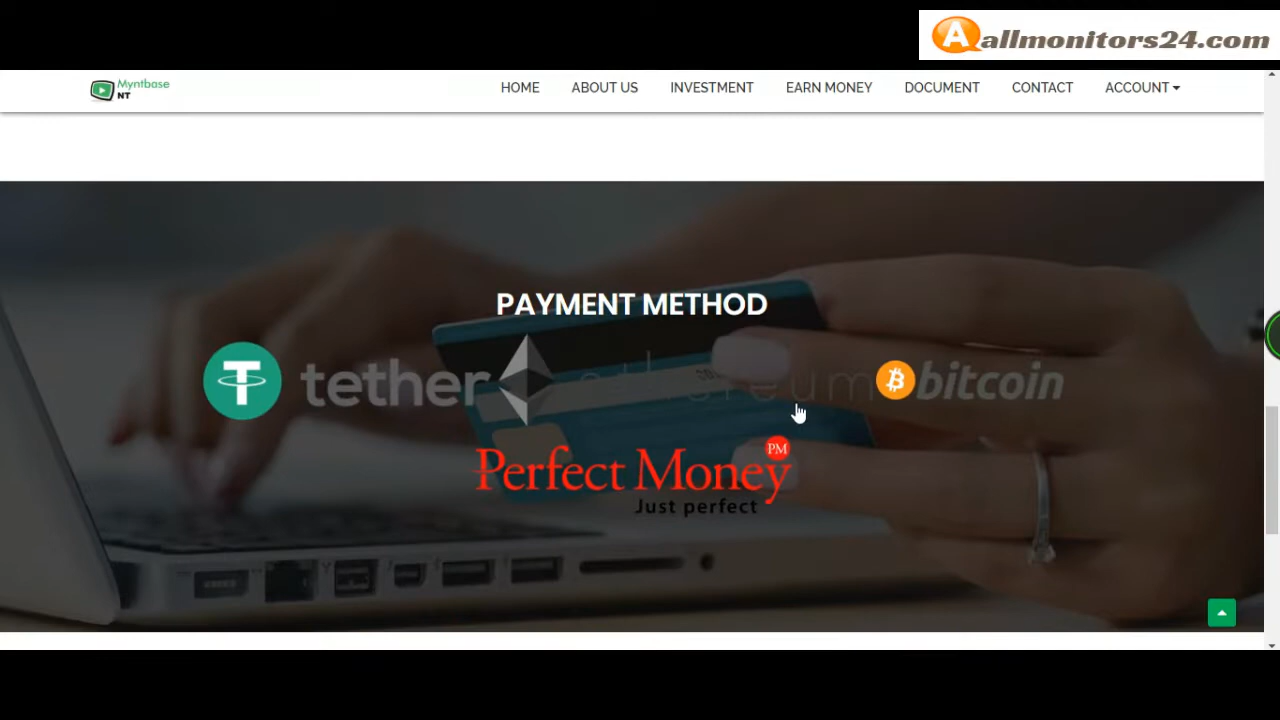 allmonitors24.com
Myntbase
NT
HOME ABOUT US INVESTMENT EARN MONEY DOCUMENT CONTACT ACCOUNT
PAYMENT METHOD
tether ethereum bitcoin
Perfect Money PM
Just perfect